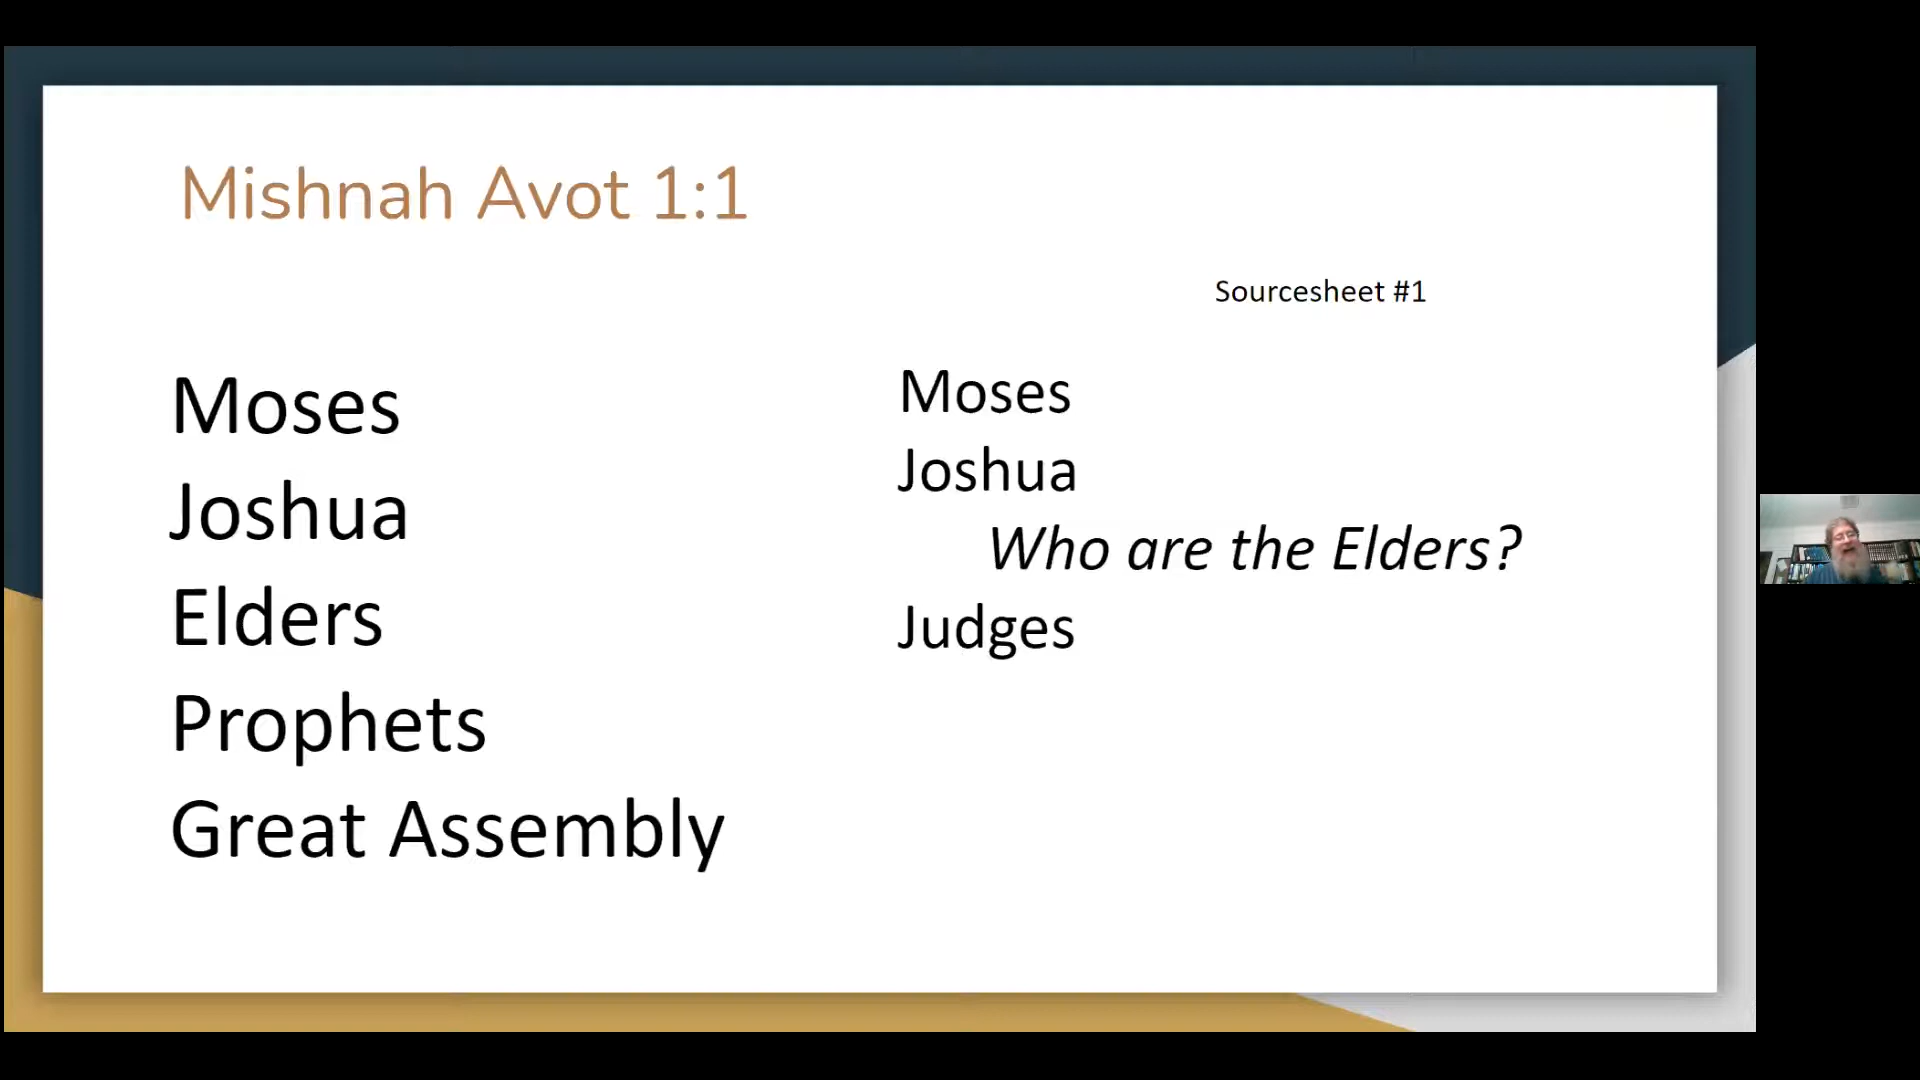 Mishnah Avot 1:1
Sourcesheet #1
Moses
Joshua
Elders
Prophets
Great Assembly
Moses
Joshua
Who are the Elders?
Judges